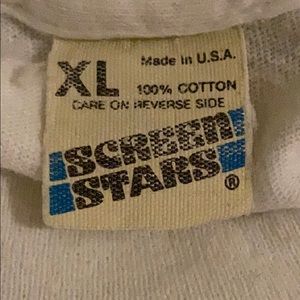 XL Made in U.S.A.
100% COTTON
CARE ON REVERSE SIDE
SCREEN
STARS ®